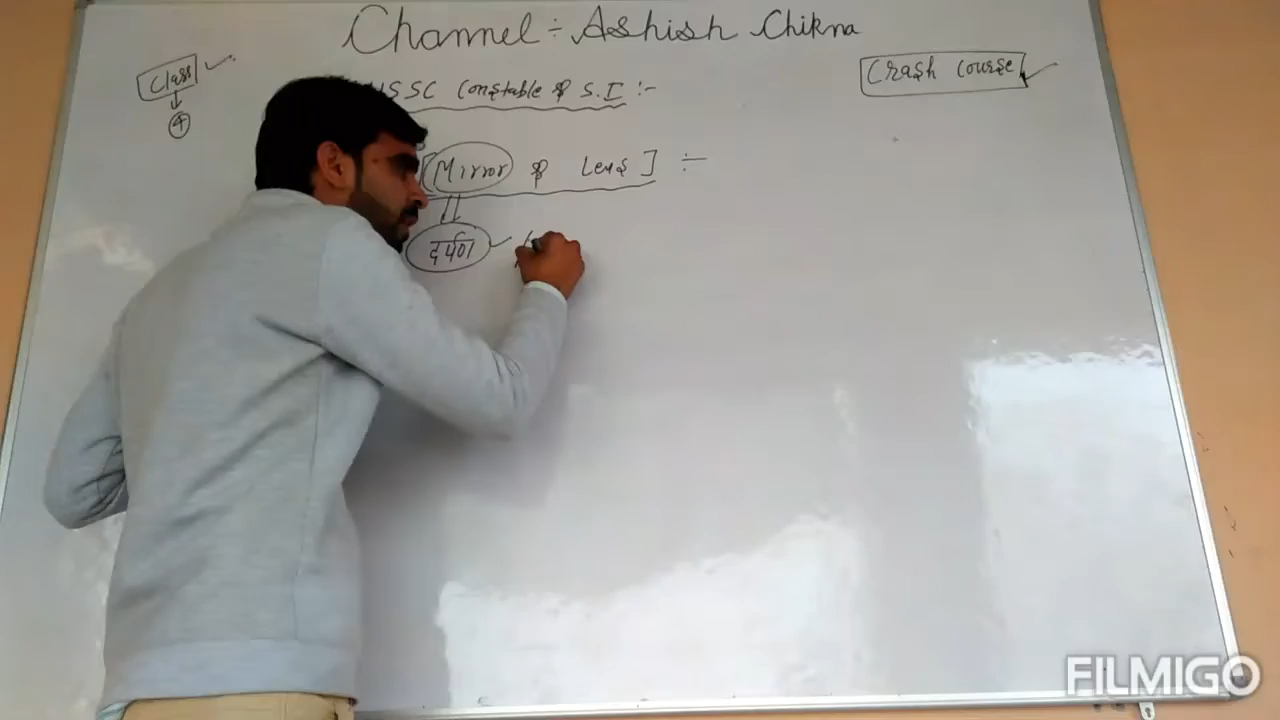 Channel ÷ Ashish Chikna
Class
4
SSC Constable & S.I :-
Crash Course
[Mirror & Lens] ÷
दर्पण
FILMIGO